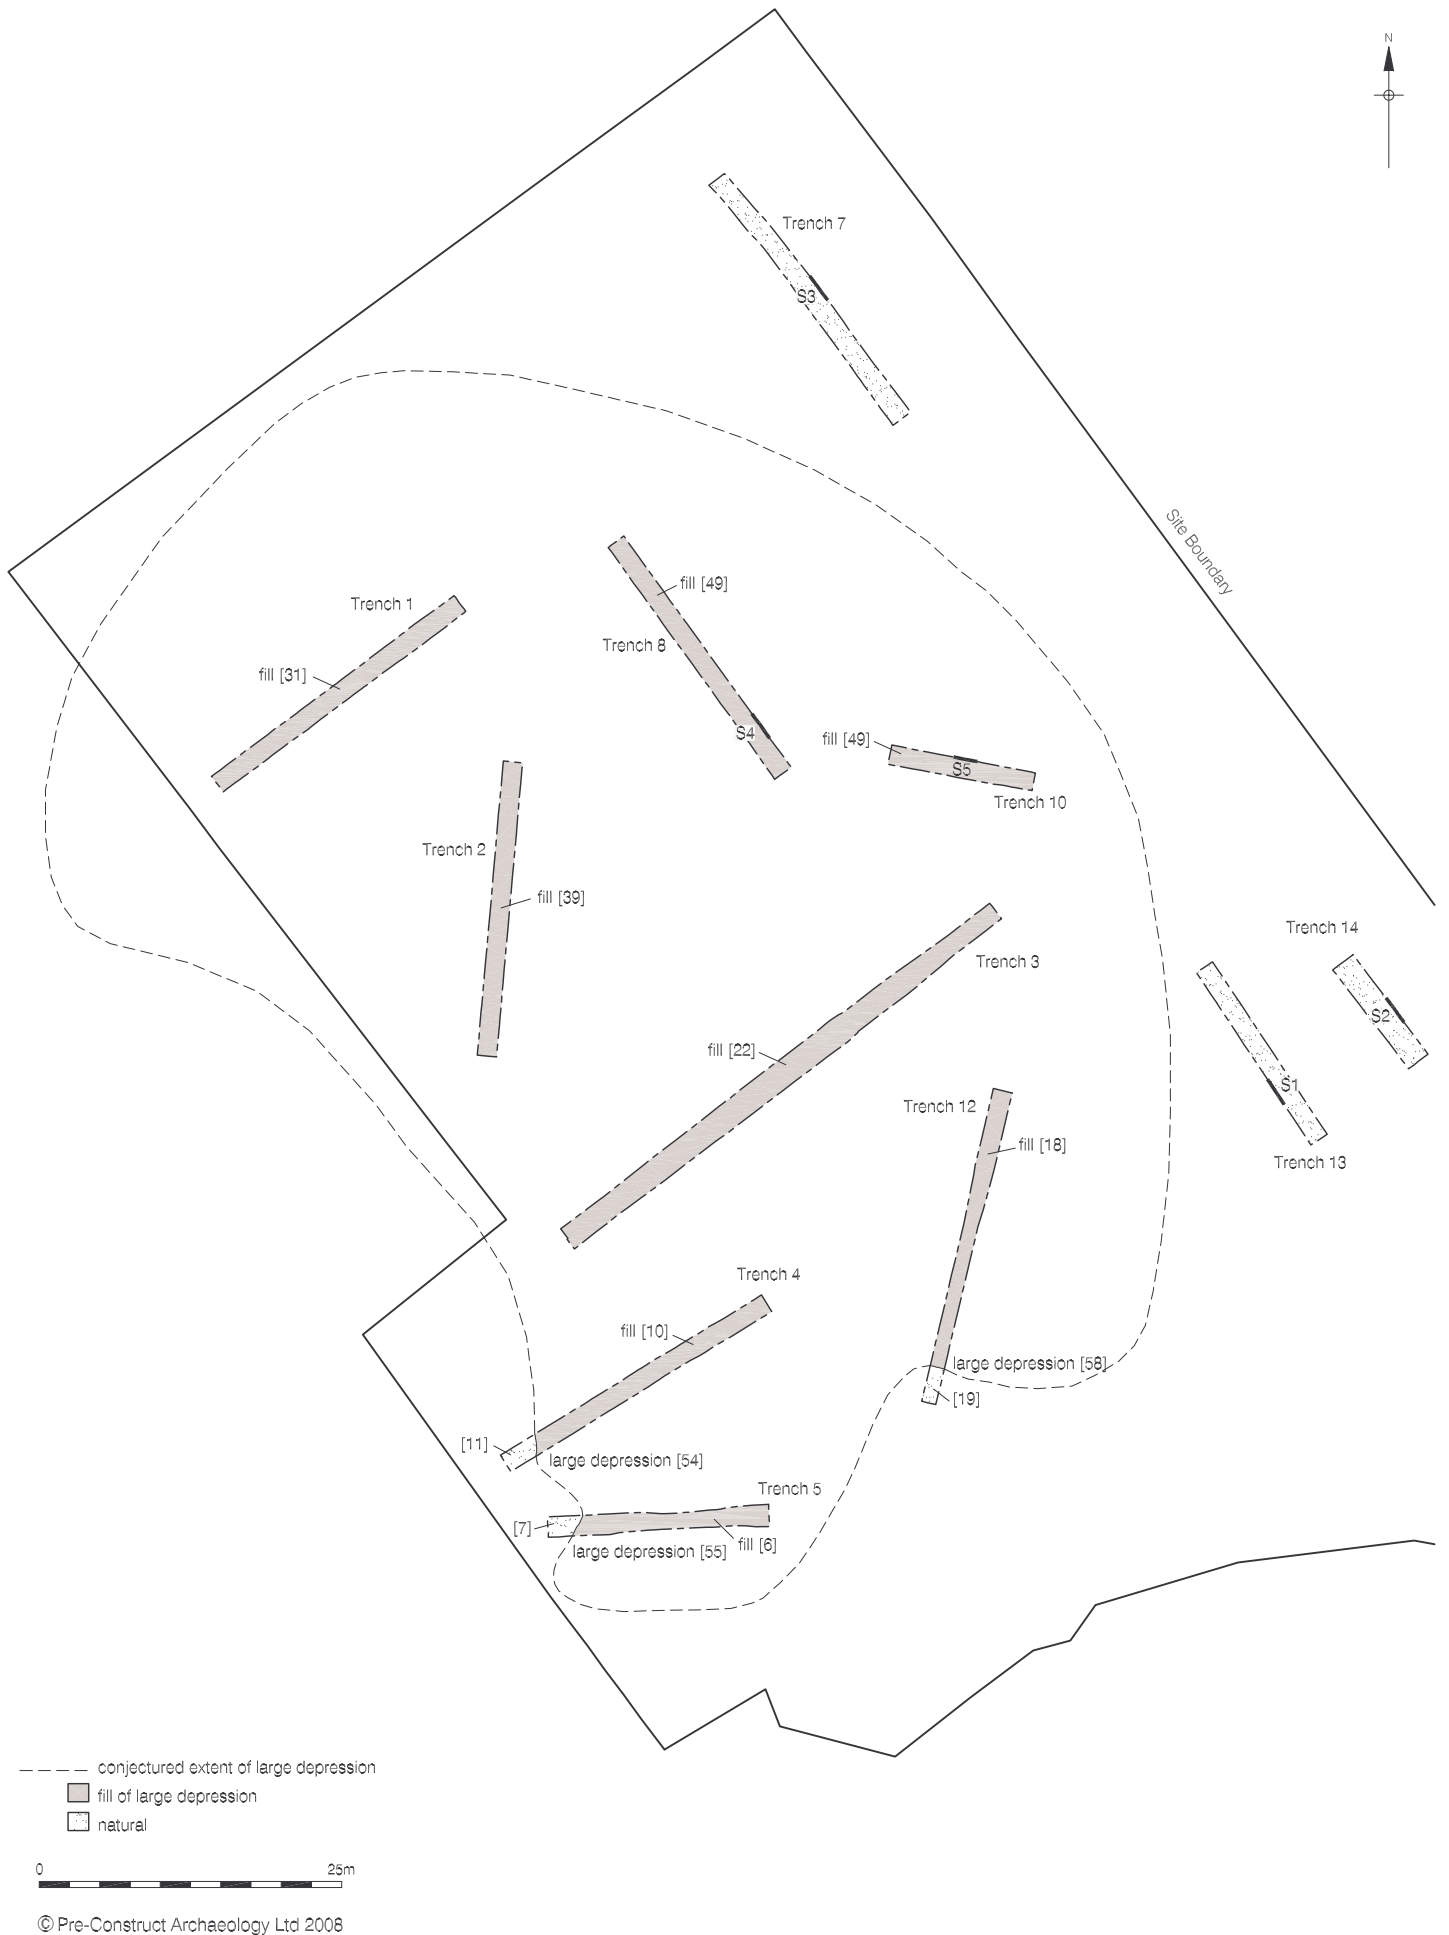 N
Trench 7
S3
Site Boundary
fill [49]
Trench 1
Trench 8
fill [31]
S4
fill [49]
S5
Trench 10
Trench 2
fill [39]
Trench 14
Trench 3
S2
fill [22]
S1
Trench 12
fill [18]
Trench 13
Trench 4
fill [10]
large depression [58]
[19]
[11]
large depression [54]
Trench 5
[7]
fill [6]
large depression [55]
conjectured extent of large depression
fill of large depression
natural
0 25m
© Pre-Construct Archaeology Ltd 2008